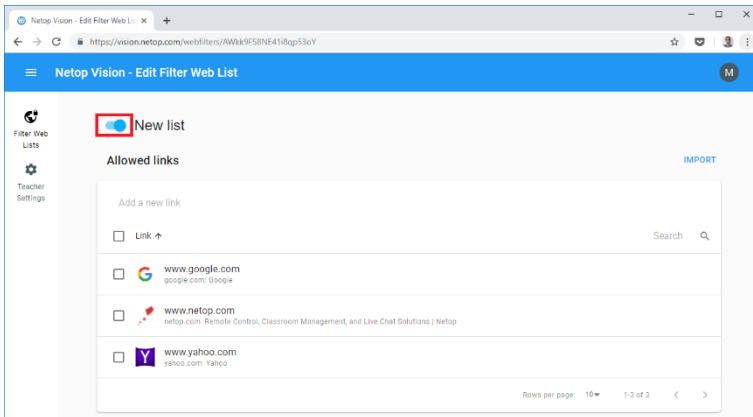 Netop Vision - Edit Filter Web Lis
https://vision.netop.com/webfilters/AWkk9FS8NE41i8qp53oY
Netop Vision - Edit Filter Web List
M
Filter Web
Lists
Teacher
Settings
New list
Allowed links
IMPORT
Add a new link
Link
Search
www.google.com
google.com: Google
www.netop.com
netop.com: Remote Control, Classroom Management, and Live Chat Solutions | Netop
www.yahoo.com
yahoo.com: Yahoo
Rows per page: 10 1-3 of 3